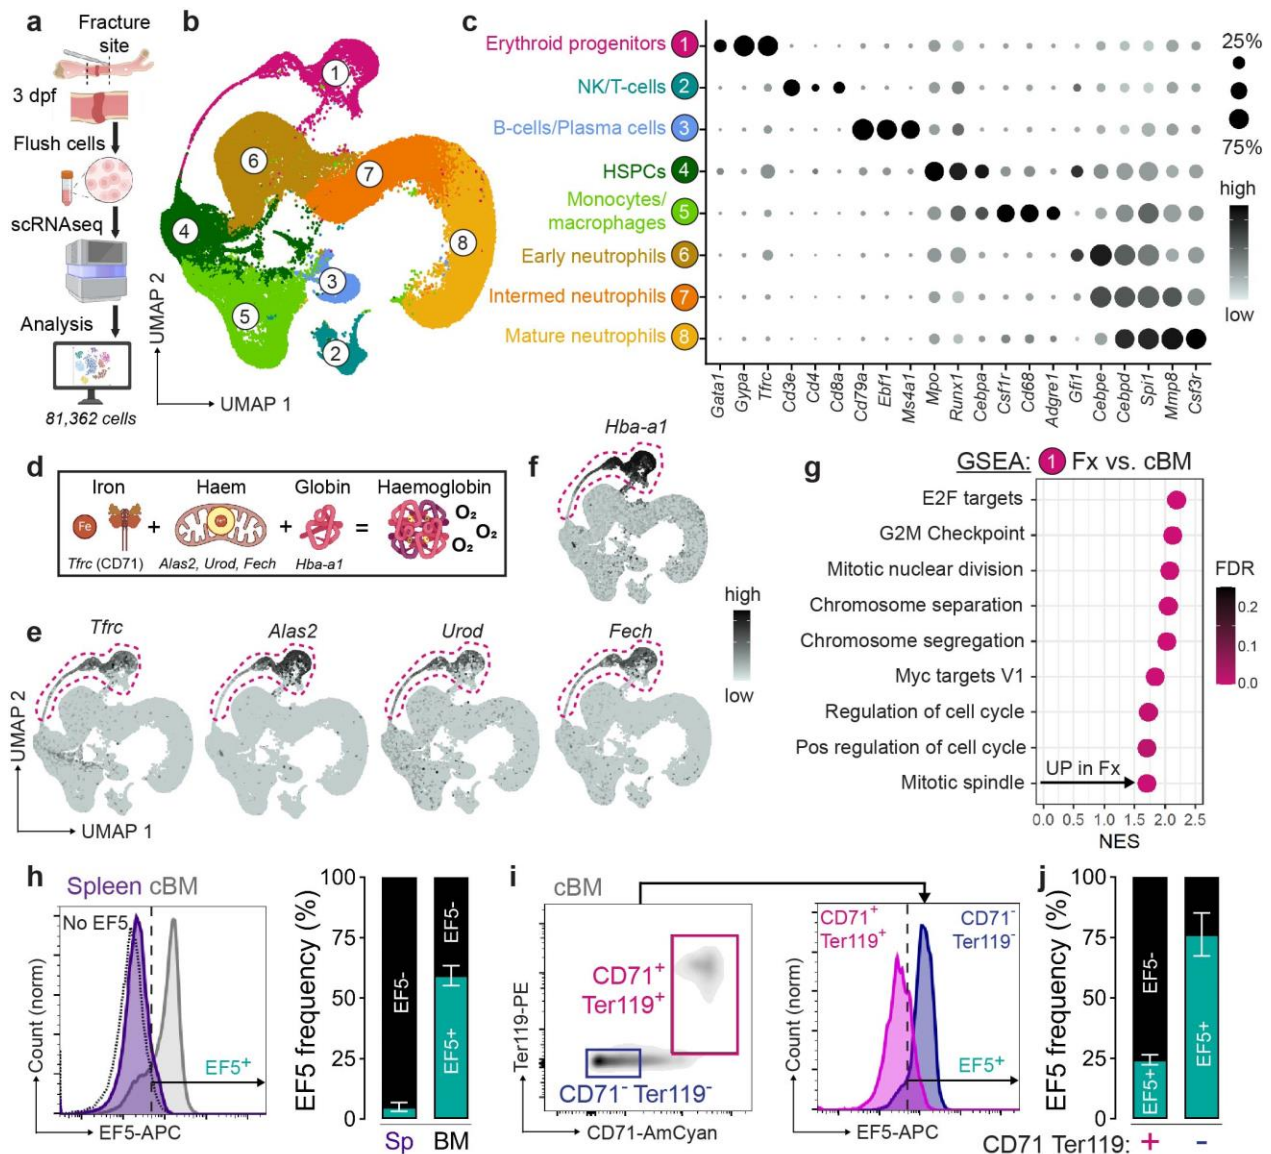 a
Fracture
site
3 dpf
Flush cells
scRNAseq
Analysis
81,362 cells
b
1
6
7
4
8
3
5
2
UMAP 2
UMAP 1
c
Erythroid progenitors 1
NK/T-cells 2
B-cells/Plasma cells 3
HSPCs 4
Monocytes/
macrophages 5
Early neutrophils 6
Intermed neutrophils 7
Mature neutrophils 8
Gata1 Gypa Tfrc Cd3e Cd4 Cd8a Cd79a Ebf1 Ms4a1 Mpo Runx1 Cebpa Csf1r Cd68 Adgre1 Gfi1 Cebpe Cebpd Spi1 Mmp8 Csf3r
25%
75%
high
low
d
Iron Haem Globin Haemoglobin
Fe + + = O₂ O₂ O₂
Tfrc (CD71) Alas2, Urod, Fech Hba-a1
e
Tfrc Alas2 Urod Fech
UMAP 2
UMAP 1
f
Hba-a1
high
low
g
GSEA: 1 Fx vs. cBM
E2F targets
G2M Checkpoint
Mitotic nuclear division
Chromosome separation
Chromosome segregation
Myc targets V1
Regulation of cell cycle
Pos regulation of cell cycle
Mitotic spindle
UP in Fx
0.0 0.5 1.0 1.5 2.0 2.5
NES
FDR
0.2
0.1
0.0
h
Spleen cBM
No EF5
EF5⁺
Count (norm)
EF5-APC
EF5 frequency (%)
100
75
50
25
0
EF5-
EF5-
EF5+
Sp BM
i
cBM
CD71⁺
Ter119⁺
CD71⁻ Ter119⁻
Ter119-PE
CD71-AmCyan
CD71⁺
Ter119⁺
CD71⁻
Ter119⁻
EF5⁺
Count (norm)
EF5-APC
j
EF5 frequency (%)
100
75
50
25
0
EF5-
EF5+
EF5+
CD71 Ter119: + -